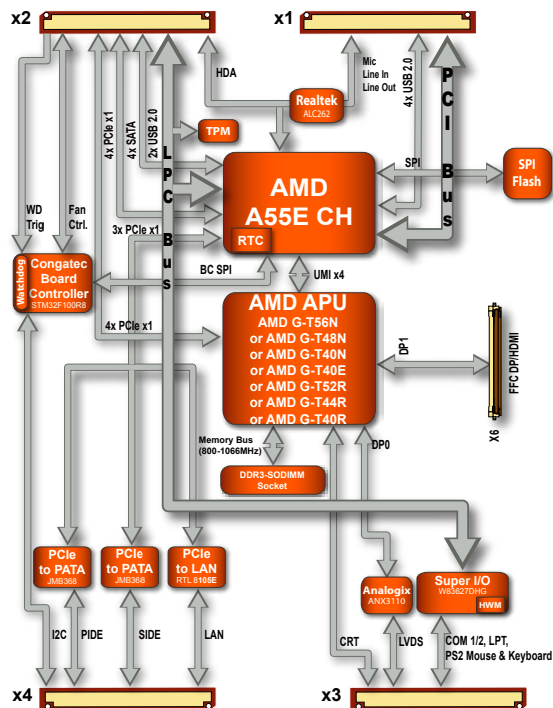 x2
x1
HDA
Mic
Line In
Line Out
Realtek
ALC262
4x PCIe x1
4x SATA
2x USB 2.0
4x USB 2.0
PCI Bus
TPM
LPC Bus
SPI
SPI
Flash
AMD
A55E CH
RTC
WD
Trig
Fan
Ctrl.
3x PCIe x1
Watchdog
Congatec
Board
Controller
STM32F100R8
BC SPI
UMI x4
4x PCIe x1
AMD APU
AMD G-T56N
or AMD G-T48N
or AMD G-T40N
or AMD G-T40E
or AMD G-T52R
or AMD G-T44R
or AMD G-T40R
DP1
FFC DP/HDMI
X6
Memory Bus
(800-1066MHz)
DP0
DDR3-SODIMM
Socket
PCIe
to PATA
JMB368
PCIe
to PATA
JMB368
PCIe
to LAN
RTL 8105E
Analogix
ANX3110
Super I/O
W83627DHG
HWM
I2C
PIDE
SIDE
LAN
CRT
LVDS
COM 1/2, LPT,
PS2 Mouse & Keyboard
x4
x3